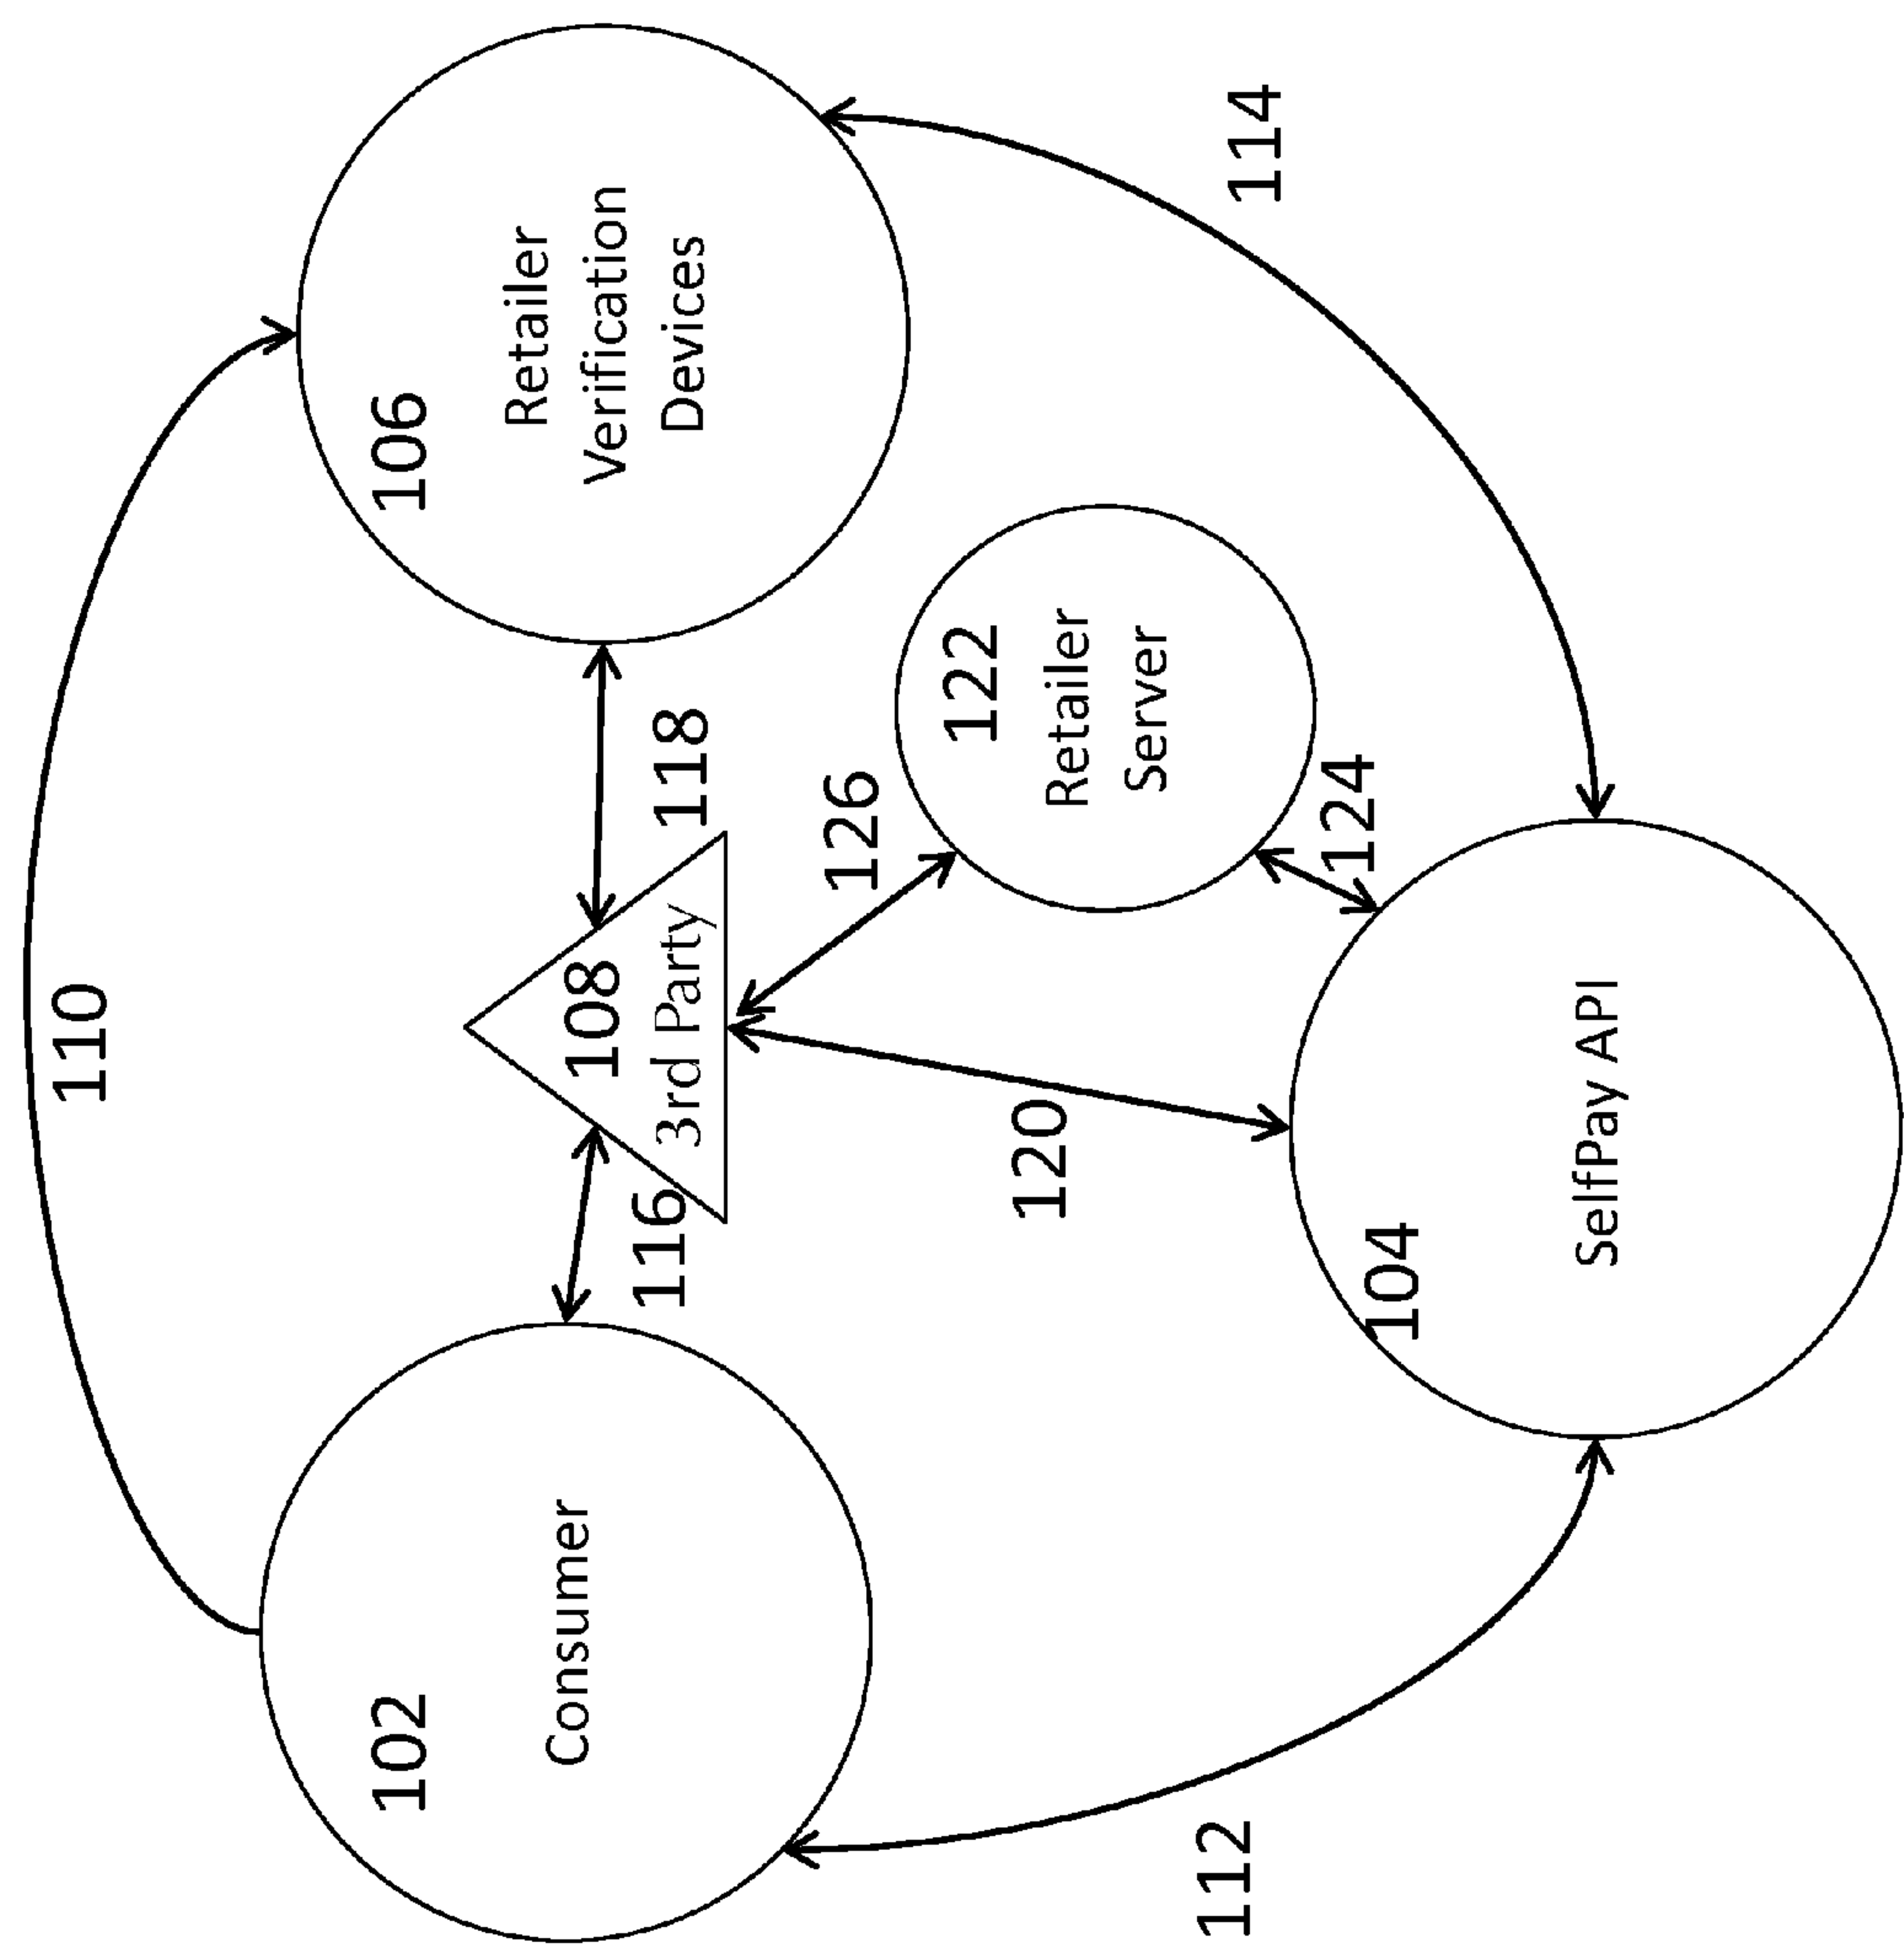 110
102
Consumer
106
Retailer
Verification
Devices
108
3rd Party
116
118
126
122
Retailer
Server
120
124
104
SelfPay API
112
114